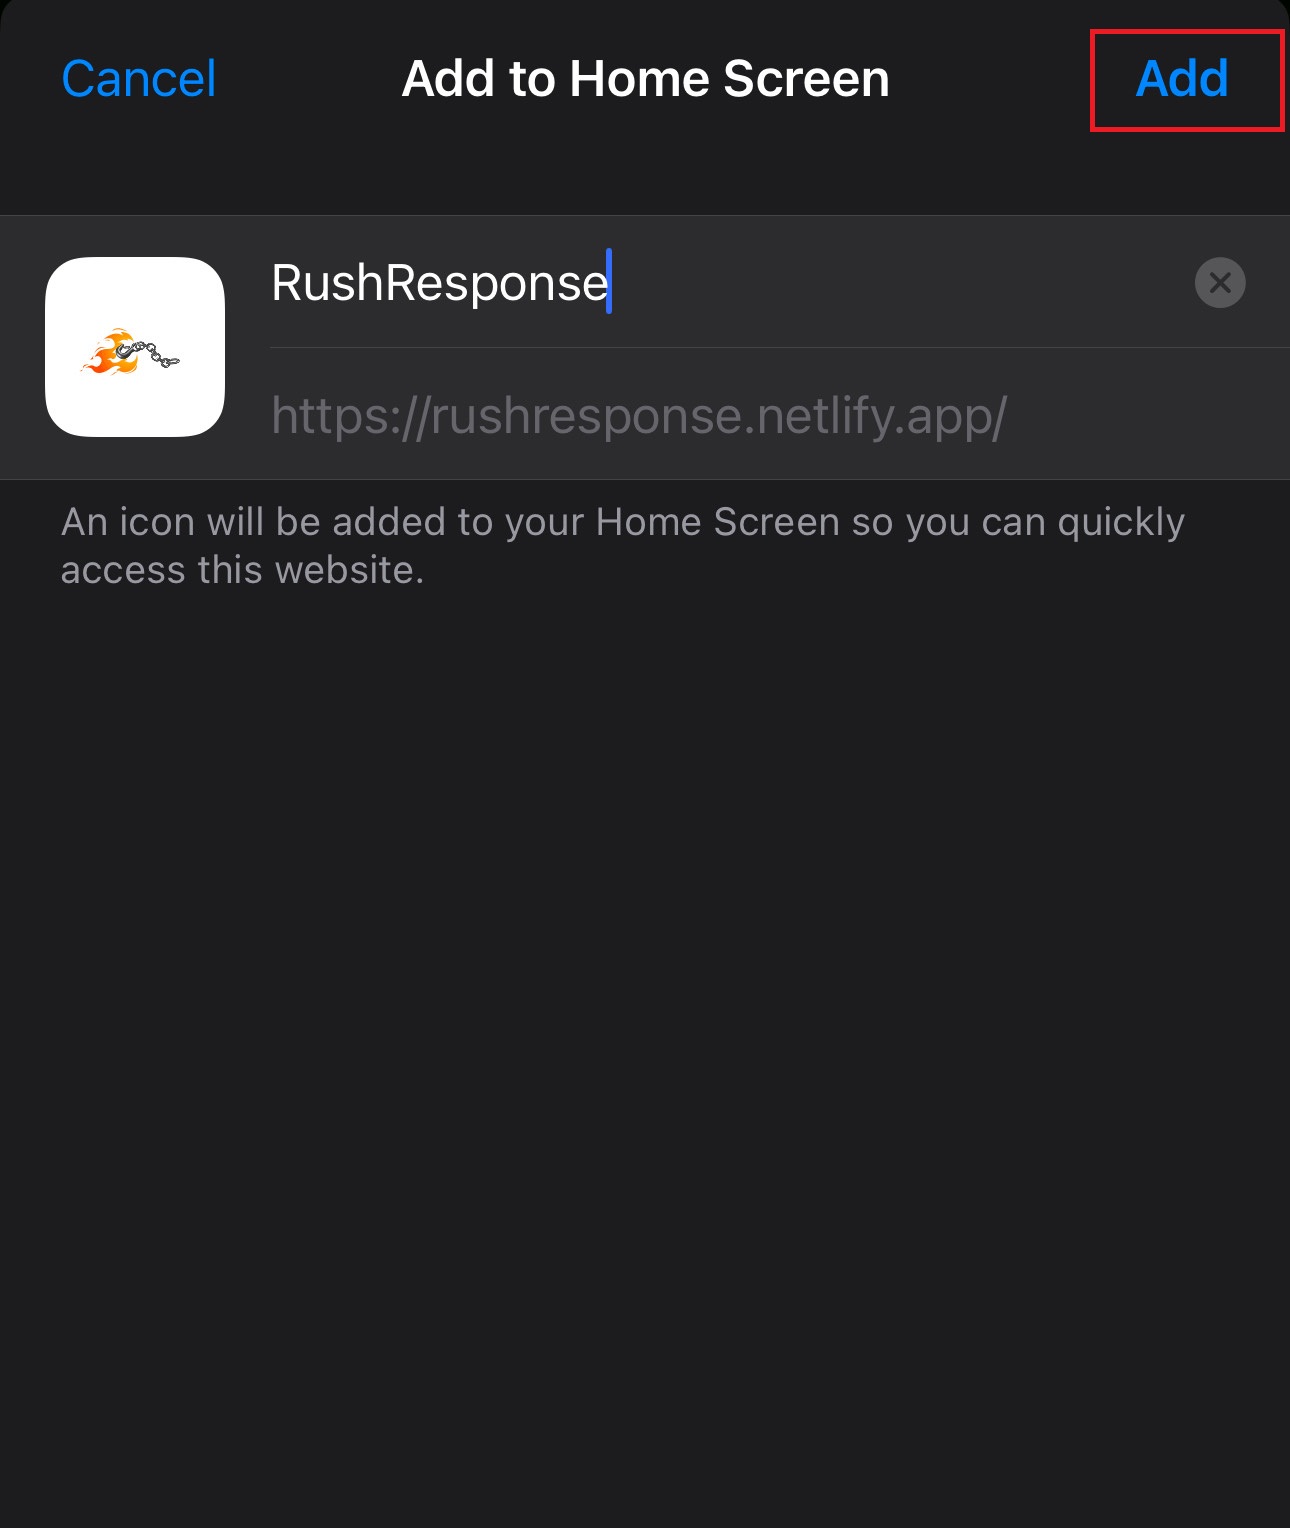 Cancel
Add to Home Screen
Add
RushResponse
https://rushresponse.netlify.app/
An icon will be added to your Home Screen so you can quickly
access this website.